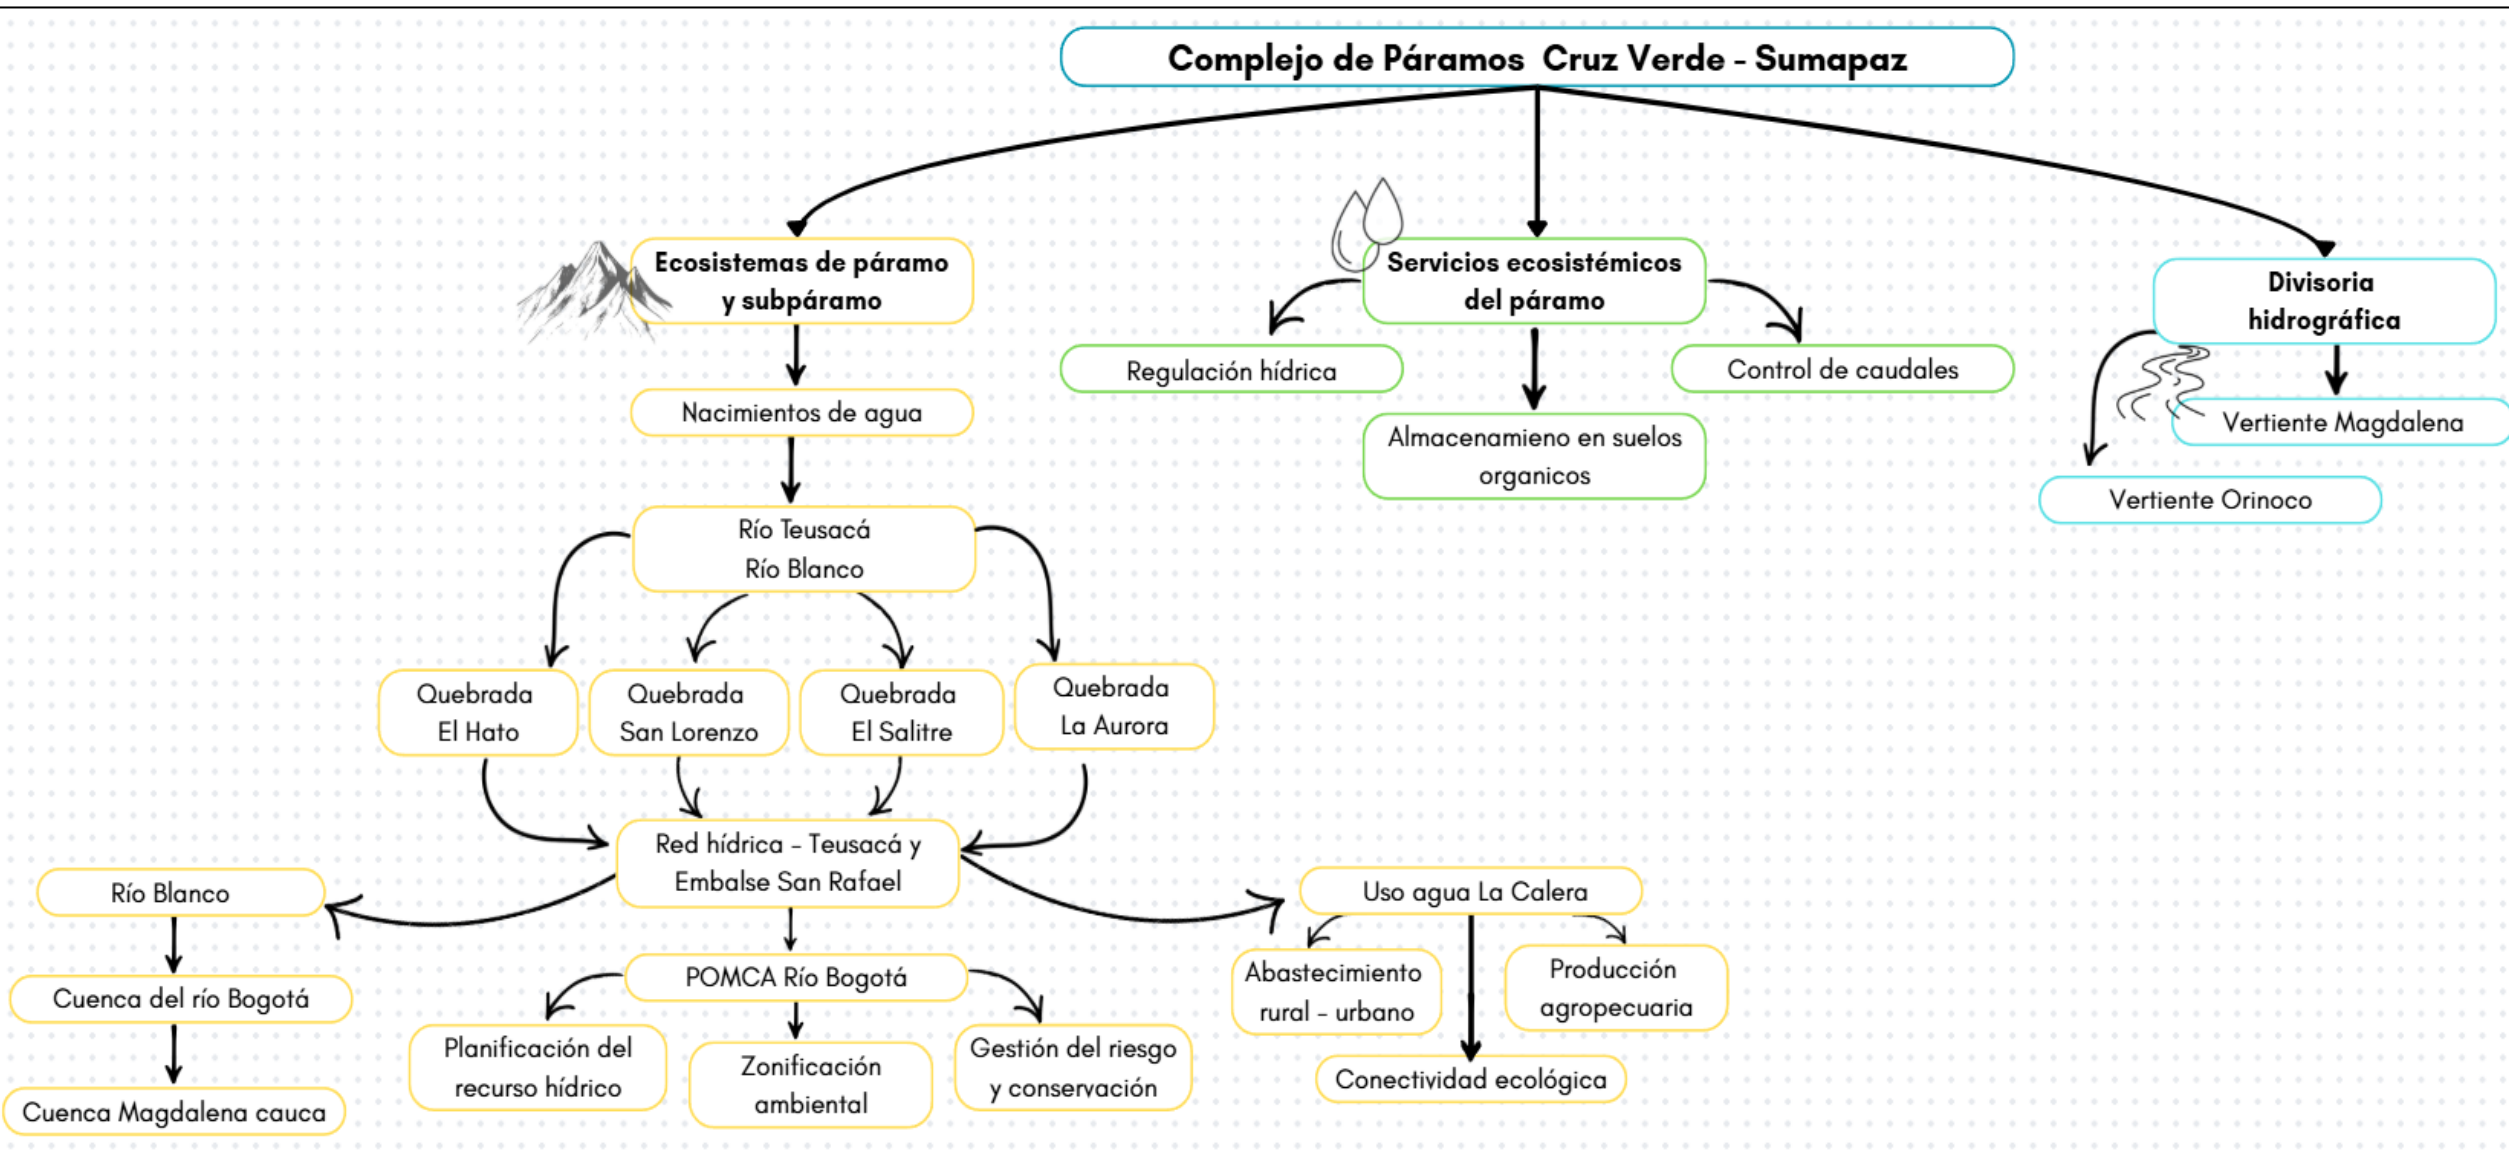 Complejo de Páramos Cruz Verde - Sumapaz
Ecosistemas de páramo
y subpáramo
Servicios ecosistémicos
del páramo
Divisoria
hidrográfica
Nacimientos de agua
Regulación hídrica
Control de caudales
Almacenamieno en suelos
organicos
Vertiente Magdalena
Vertiente Orinoco
Río Teusacá
Río Blanco
Quebrada
El Hato
Quebrada
San Lorenzo
Quebrada
El Salitre
Quebrada
La Aurora
Red hídrica - Teusacá y
Embalse San Rafael
Río Blanco
Cuenca del río Bogotá
Cuenca Magdalena cauca
POMCA Río Bogotá
Planificación del
recurso hídrico
Zonificación
ambiental
Gestión del riesgo
y conservación
Uso agua La Calera
Abastecimiento
rural - urbano
Producción
agropecuaria
Conectividad ecológica